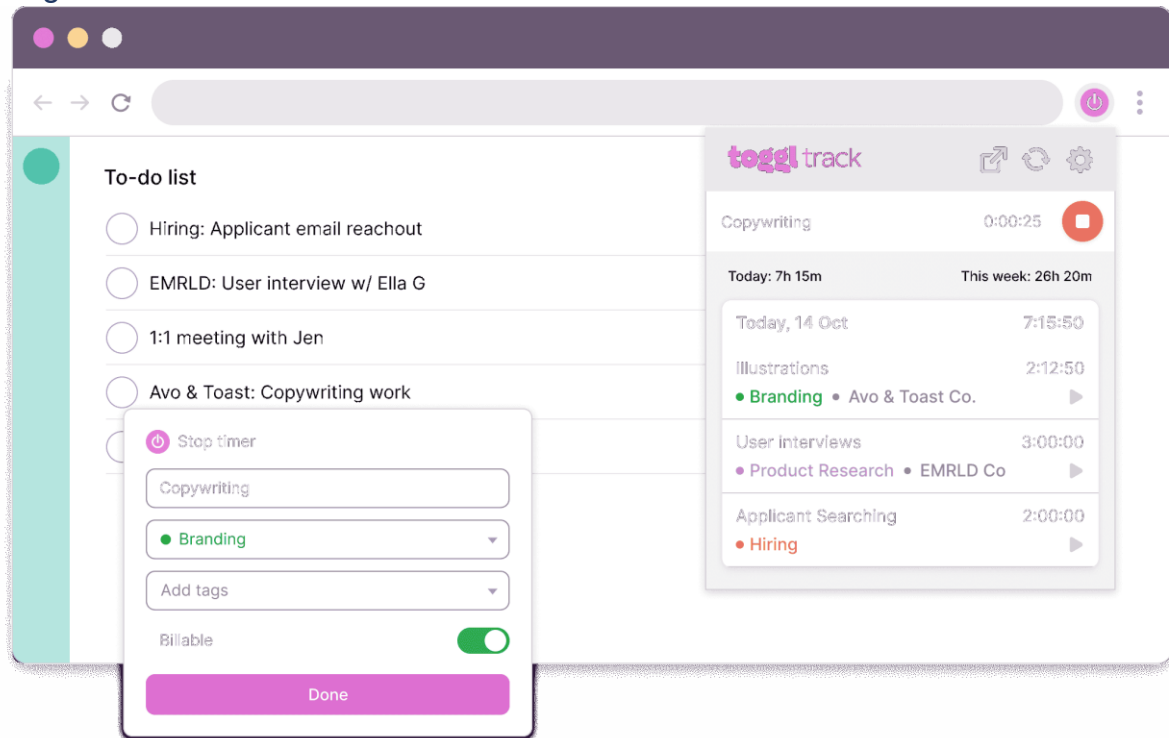 To-do list
Hiring: Applicant email reachout
EMRLD: User interview w/ Ella G
1:1 meeting with Jen
Avo & Toast: Copywriting work
Stop timer
Copywriting
Branding
Add tags
Billable
Done
toggl track
Copywriting 0:00:25
Today: 7h 15m This week: 26h 20m
Today, 14 Oct 7:15:50
Illustrations 2:12:50
Branding • Avo & Toast Co.
User interviews 3:00:00
Product Research • EMRLD Co
Applicant Searching 2:00:00
Hiring